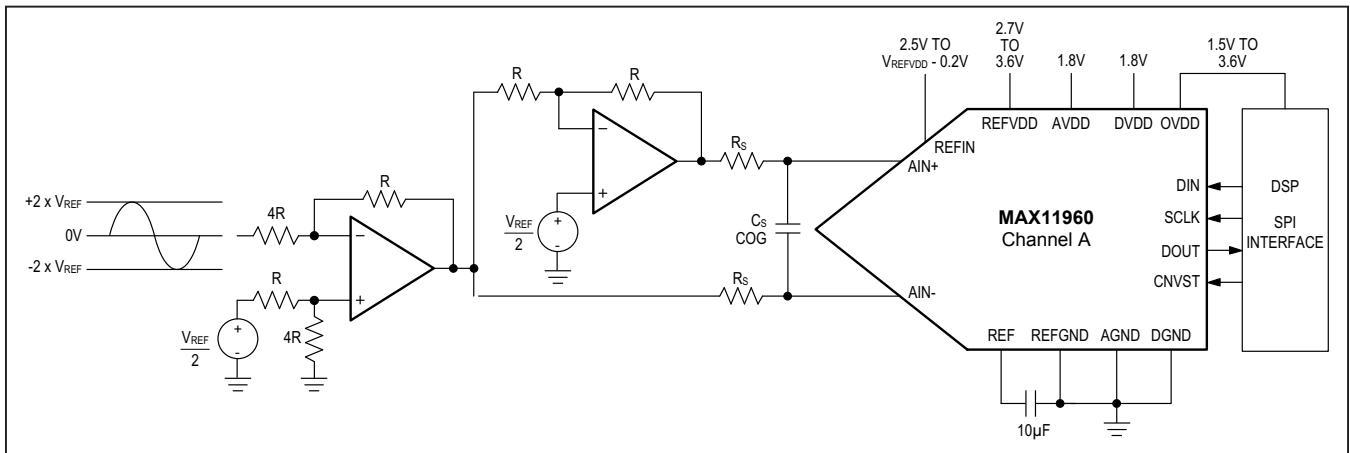 +2 x VREF
0V
-2 x VREF
4R
R
R
VREF
2
4R
R
R
VREF
2
RS
RS
CS
COG
2.5V TO
VREFVDD - 0.2V
2.7V
TO
3.6V
1.8V
1.8V
1.5V TO
3.6V
REFVDD
AVDD
DVDD
OVDD
REFIN
AIN+
AIN-
MAX11960
Channel A
DIN
SCLK
DOUT
CNVST
DSP
SPI
INTERFACE
REF
REFGND
AGND
DGND
10µF
-
+
+
-
-
+
+
-